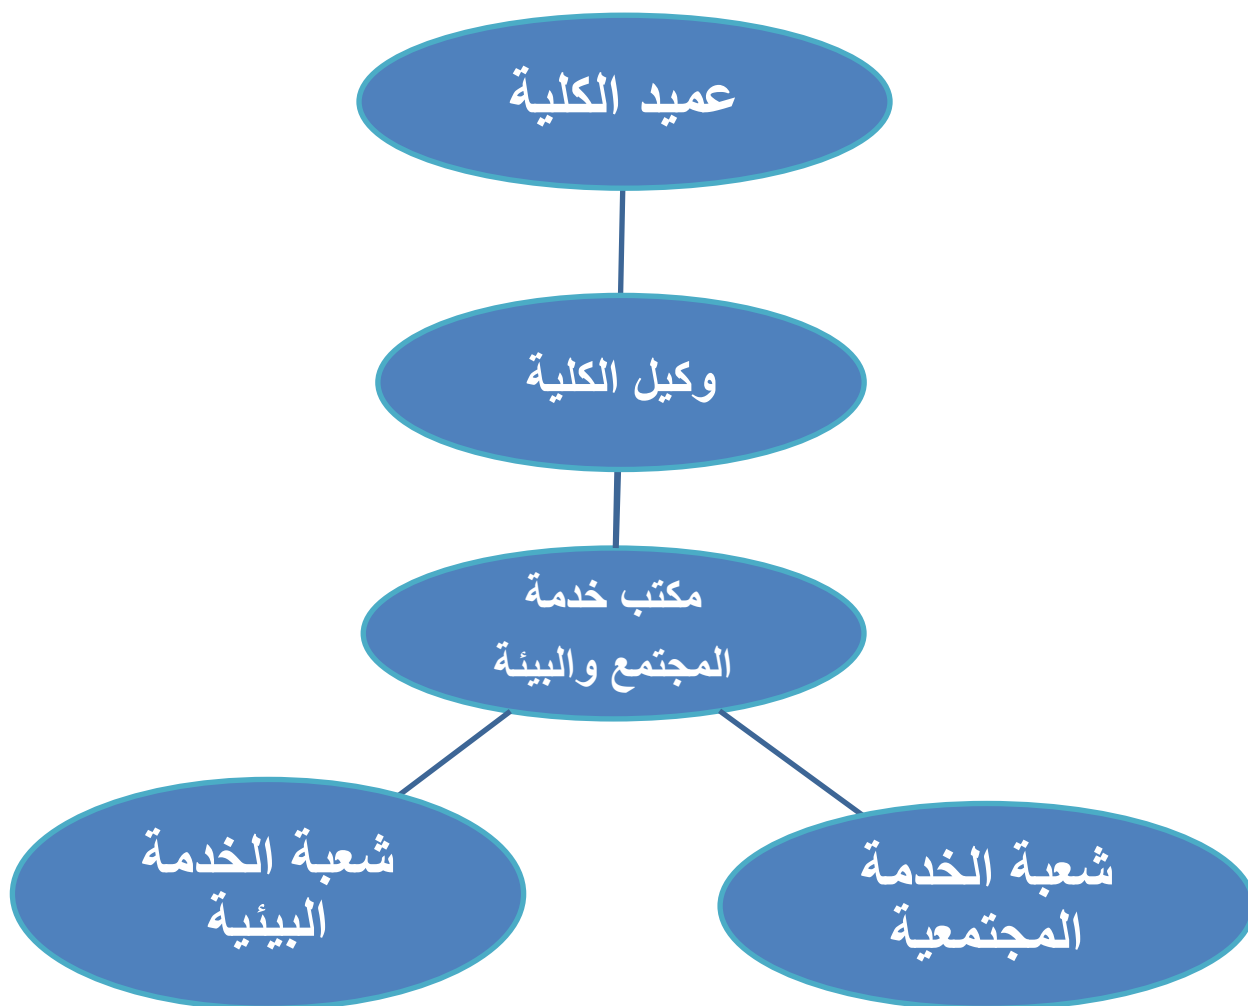 عميد الكلية
وكيل الكلية
مكتب خدمة
المجتمع والبيئة
شعبة الخدمة
المجتمعية
شعبة الخدمة
البيئية